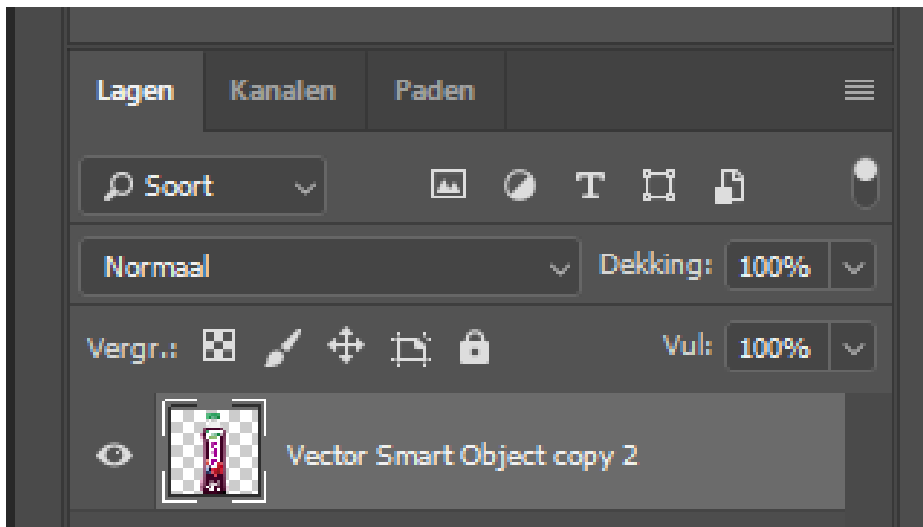 Lagen Kanalen Paden
Soort
Normaal Dekking: 100%
Vergr.: Vul: 100%
Vector Smart Object copy 2